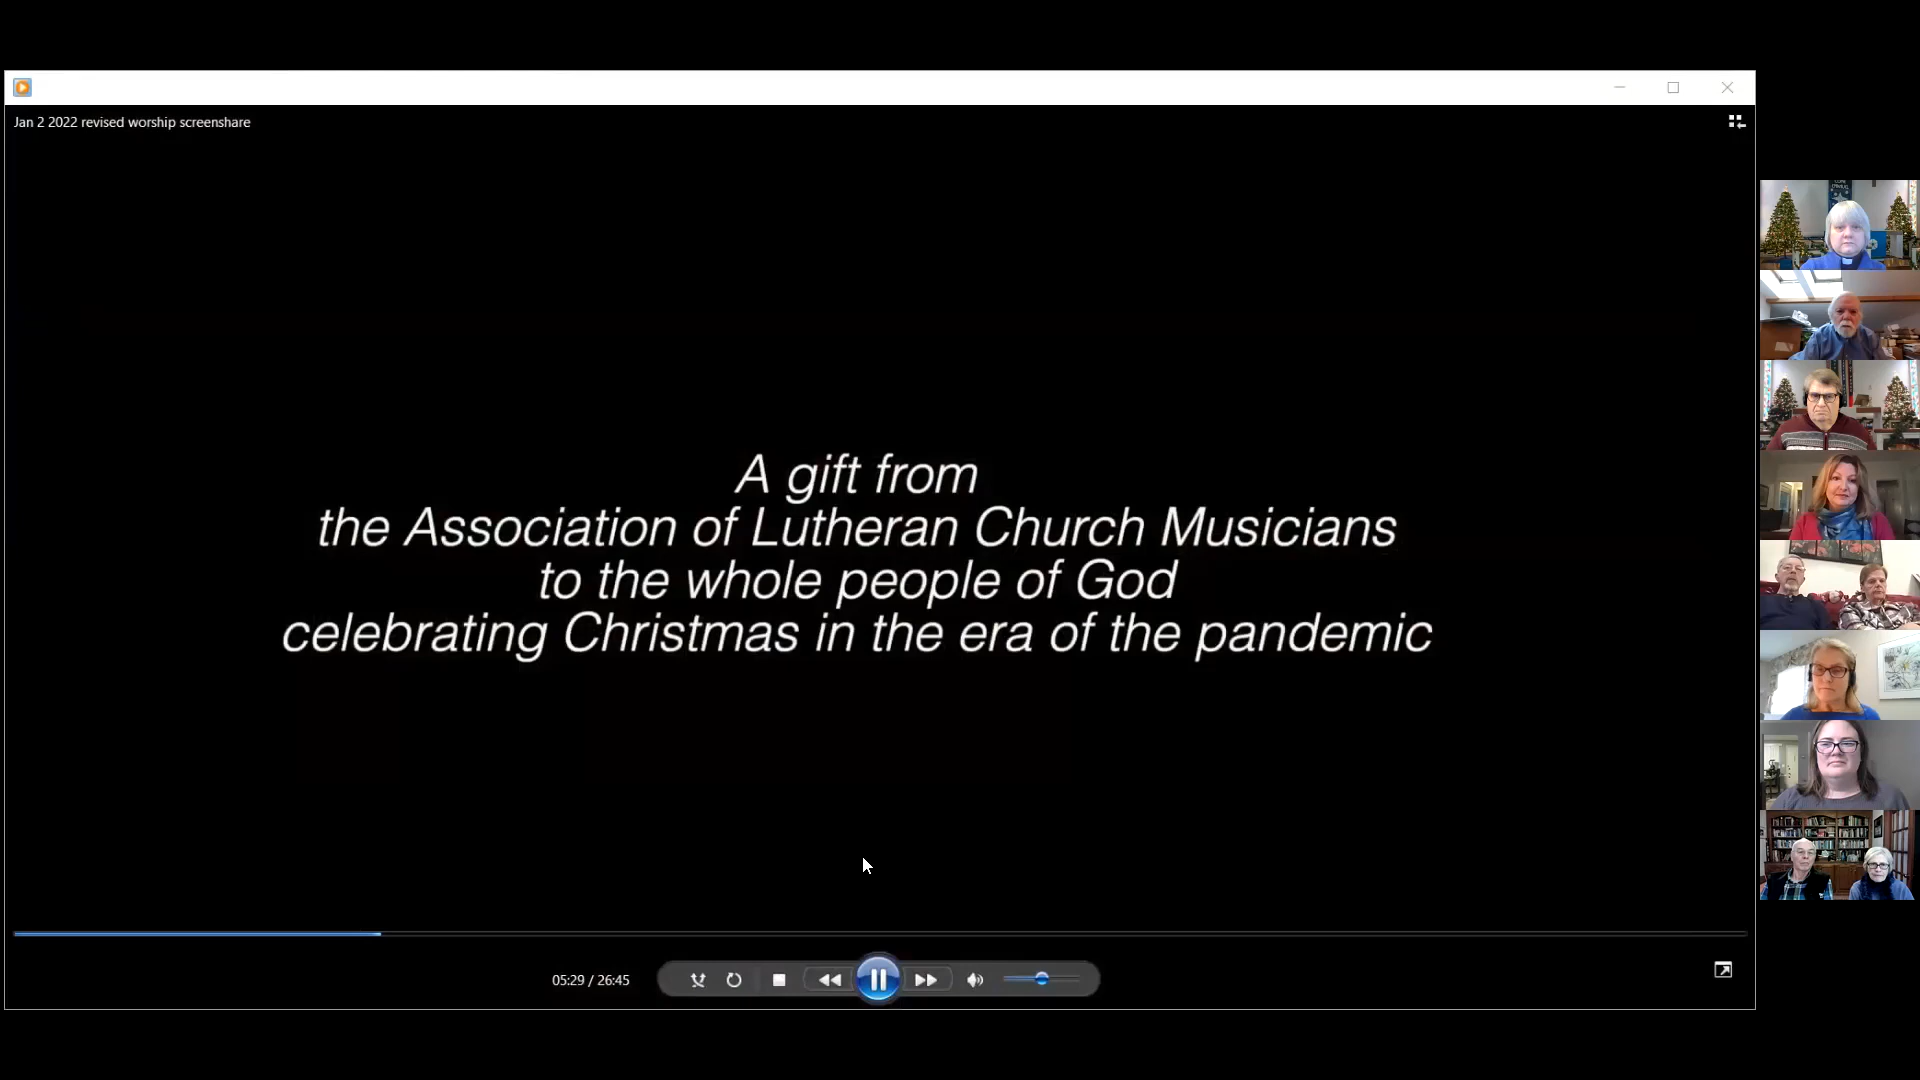 Jan 2 2022 revised worship screenshare
A gift from
the Association of Lutheran Church Musicians
to the whole people of God
celebrating Christmas in the era of the pandemic
05:29 / 26:45